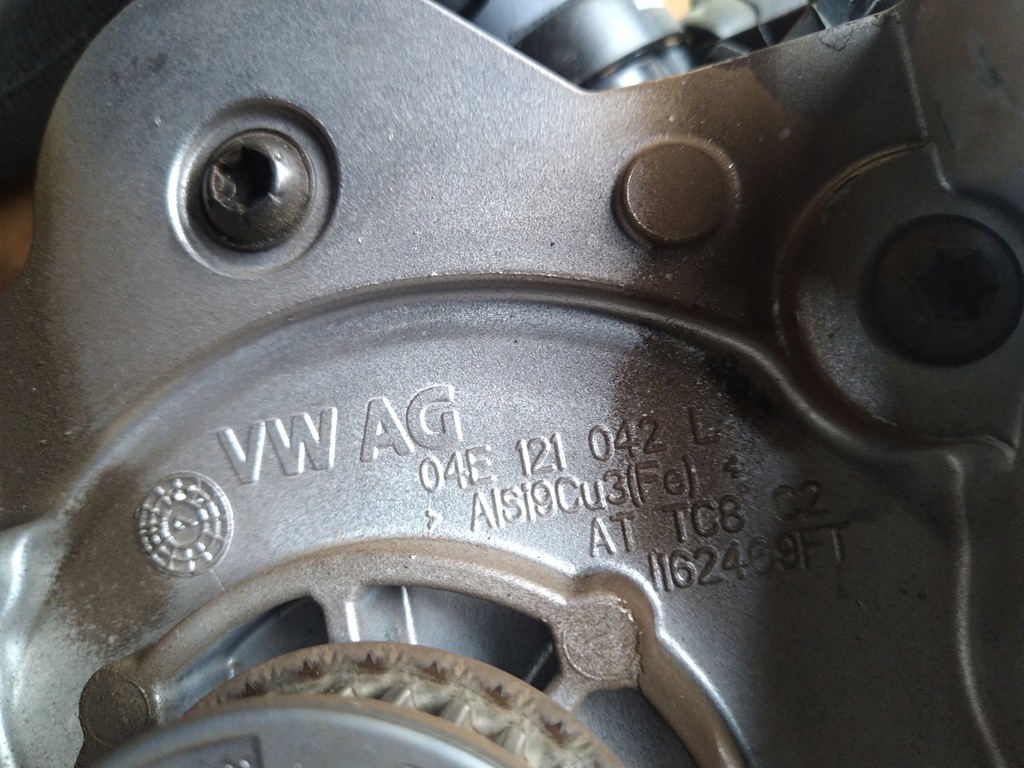 VW AG
04E 121 042 L
> AlSi9Cu3(Fe) <
AT TC8 C2
1162469FT